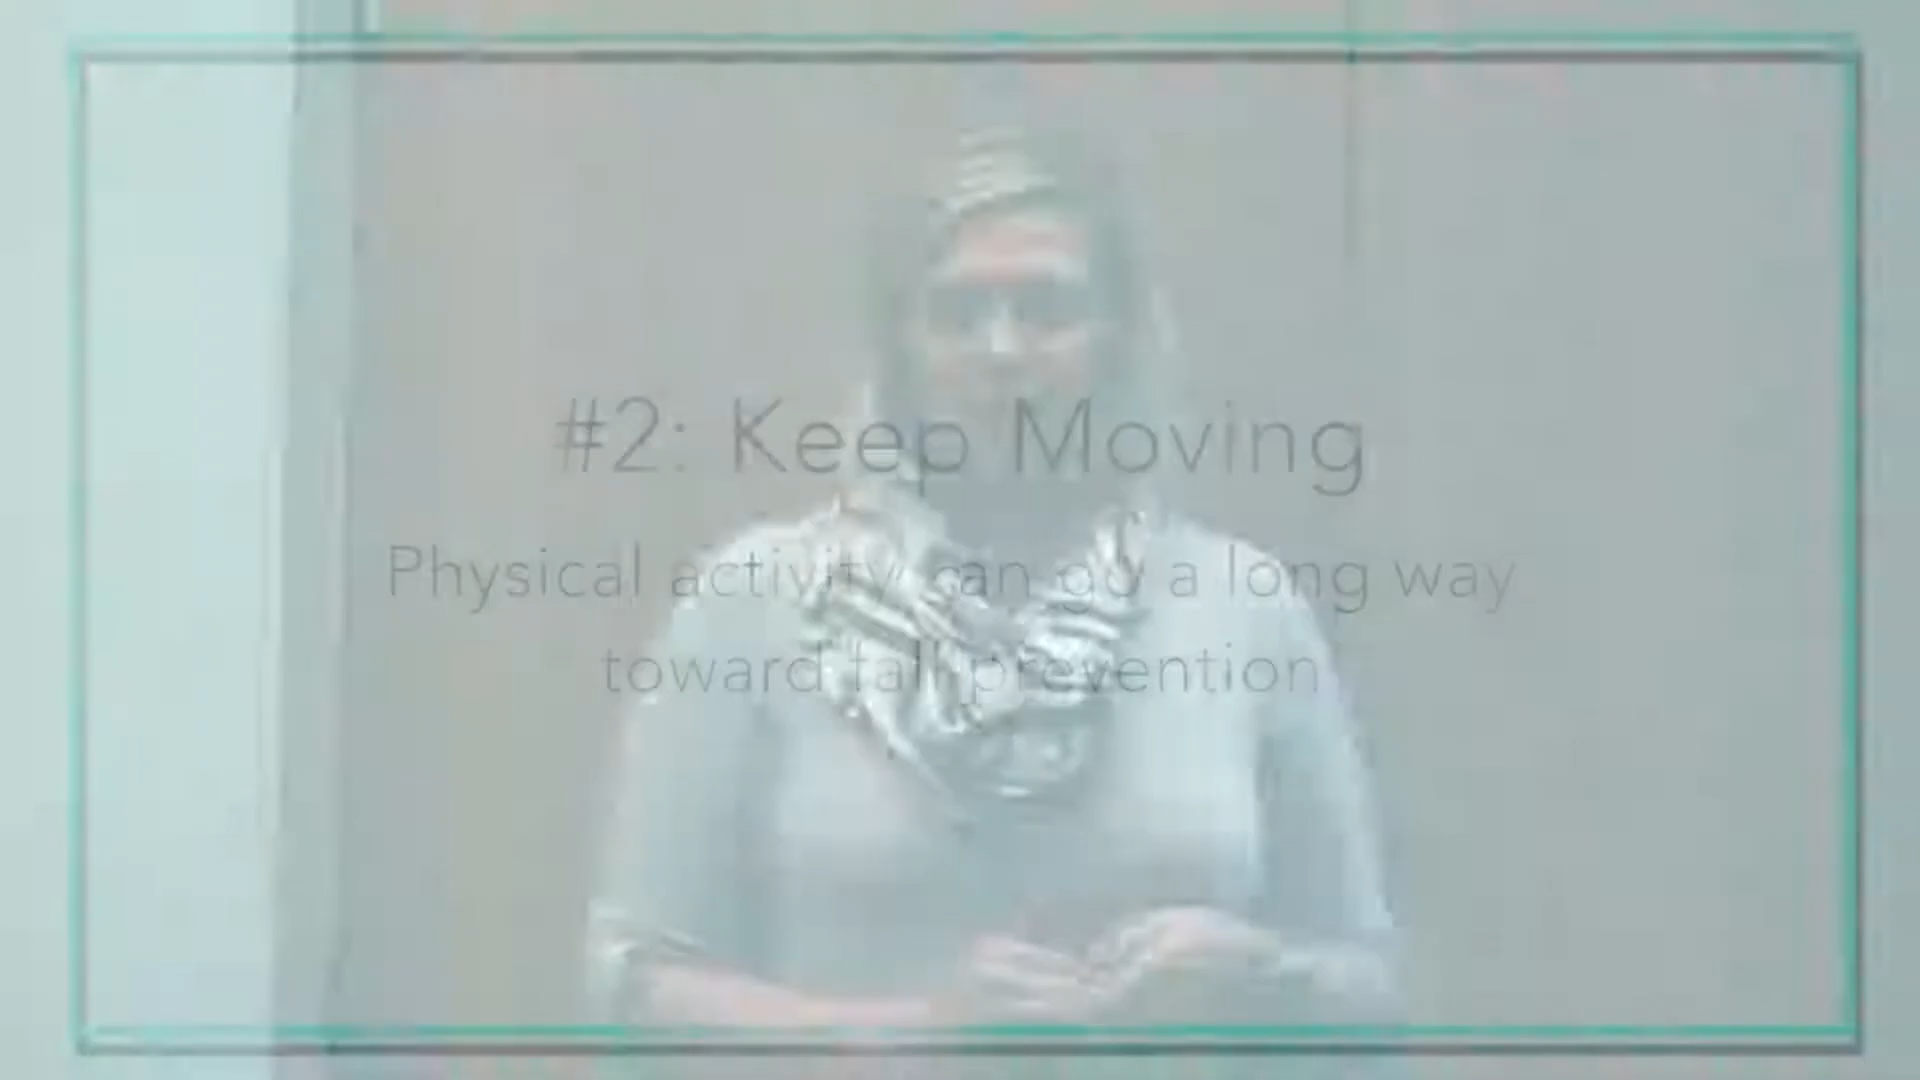 #2: Keep Moving
Physical activity can go a long way
toward fall prevention